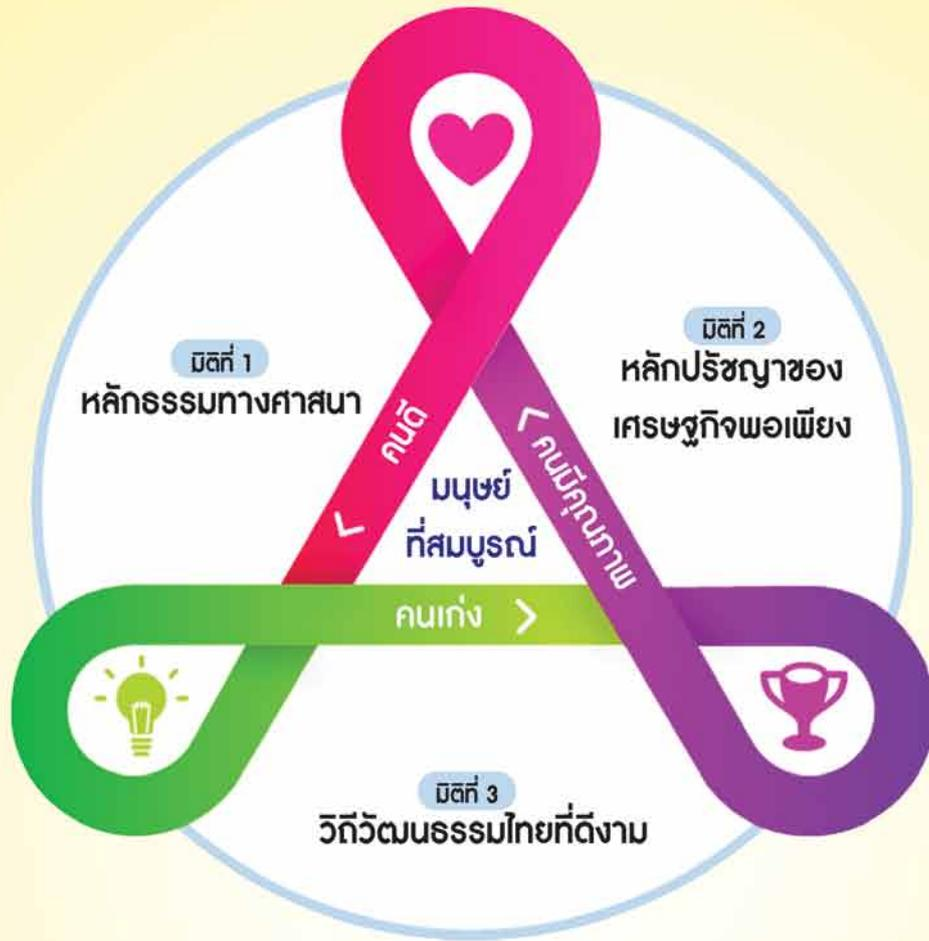 มิติที่ 1
หลักธรรมทางศาสนา
มิติที่ 2
หลักปรัชญาของ
เศรษฐกิจพอเพียง
คนดี
คนมีคุณภาพ
มนุษย์
ที่สมบูรณ์
คนเก่ง
มิติที่ 3
วิถีวัฒนธรรมไทยที่ดีงาม